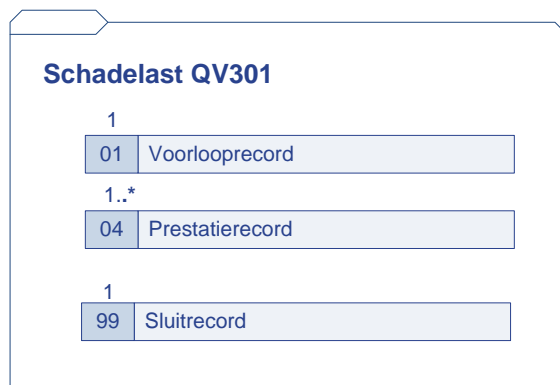 Schadelast QV301
1
01 Voorlooprecord
1..*
04 Prestatierecord
1
99 Sluitrecord